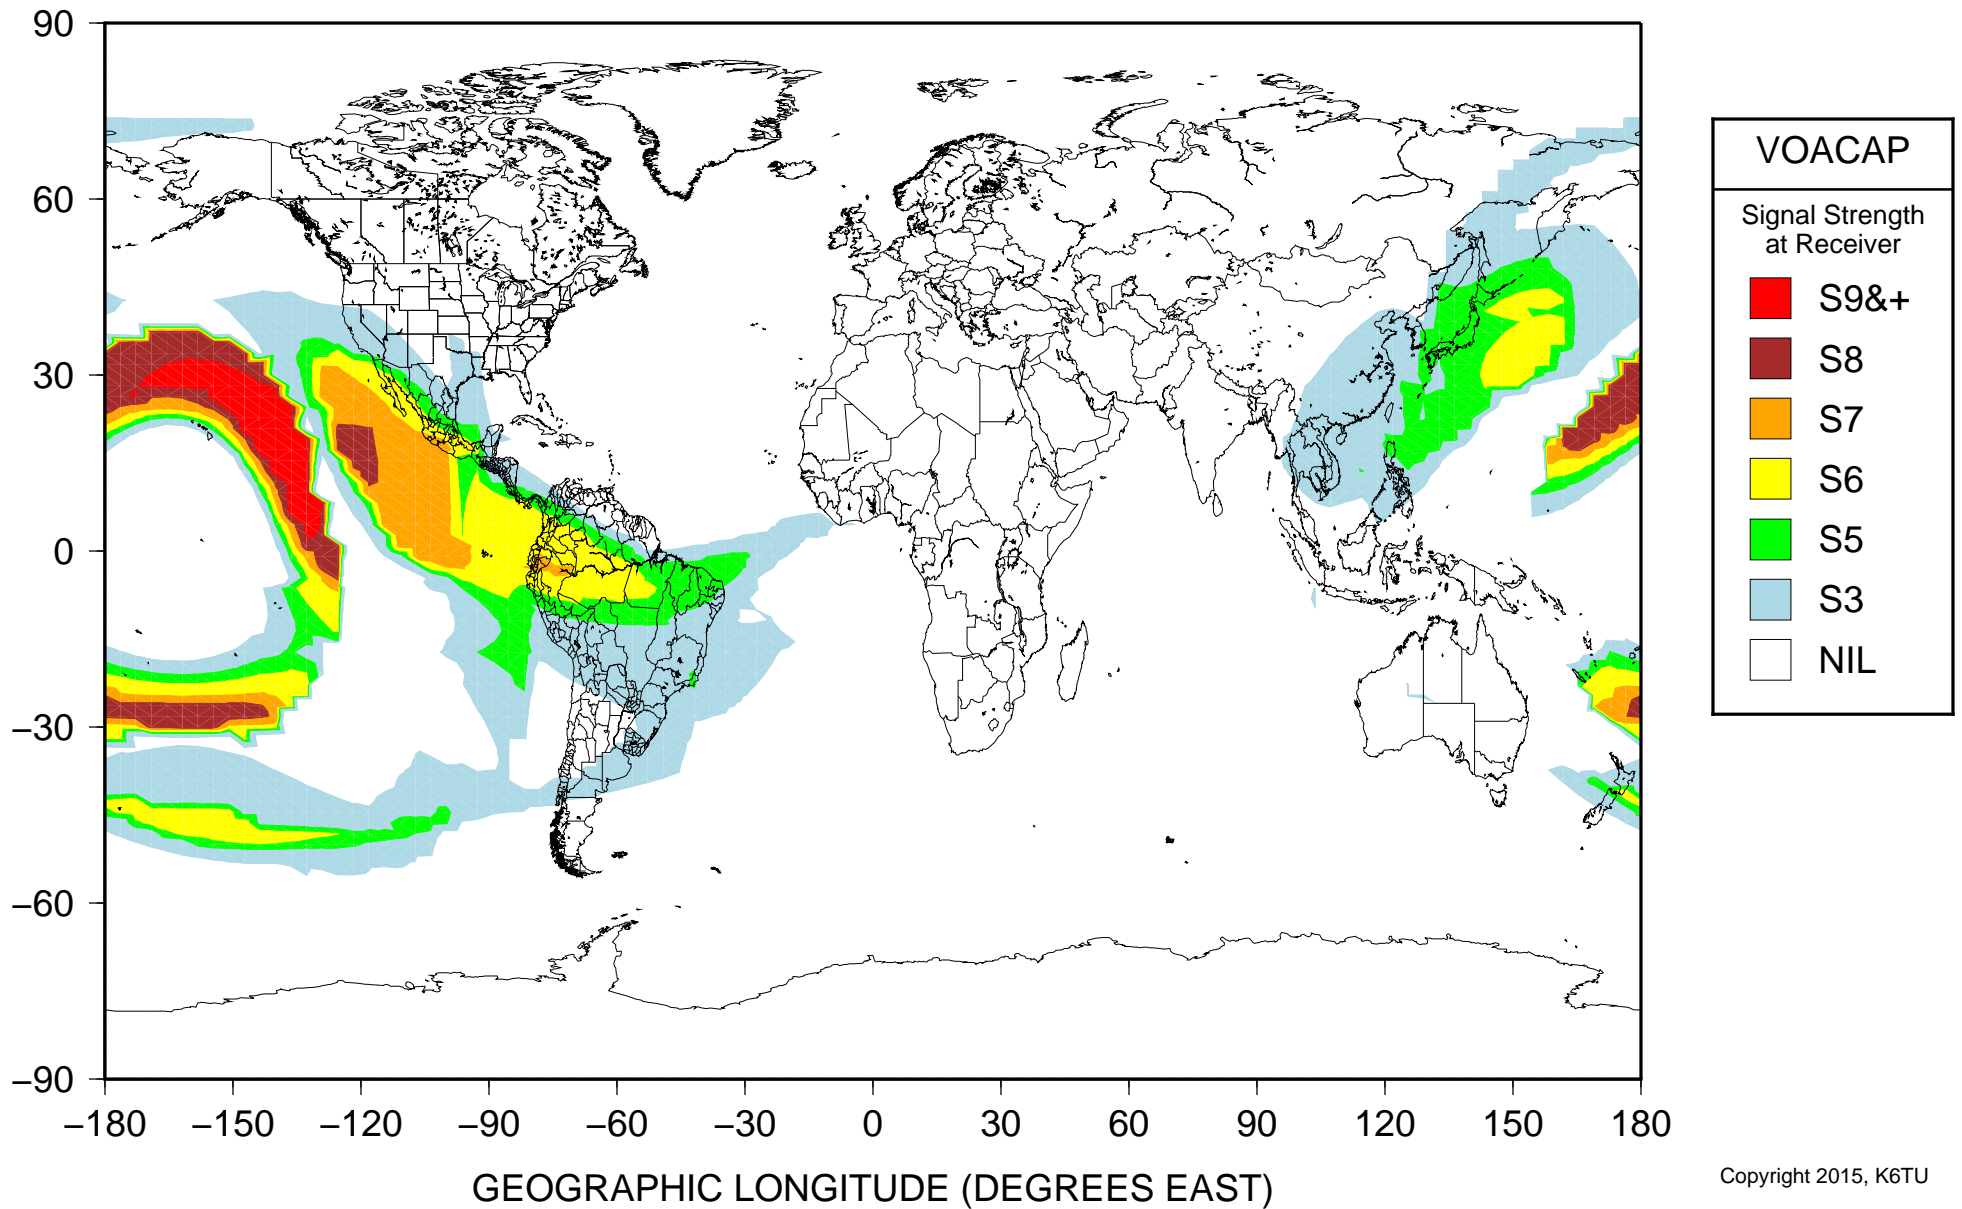 90
60
30
0
−30
−60
−90
−180 −150 −120 −90 −60 −30 0 30 60 90 120 150 180
GEOGRAPHIC LONGITUDE (DEGREES EAST)
VOACAP
Signal Strength
at Receiver
S9&+
S8
S7
S6
S5
S3
NIL
Copyright 2015, K6TU